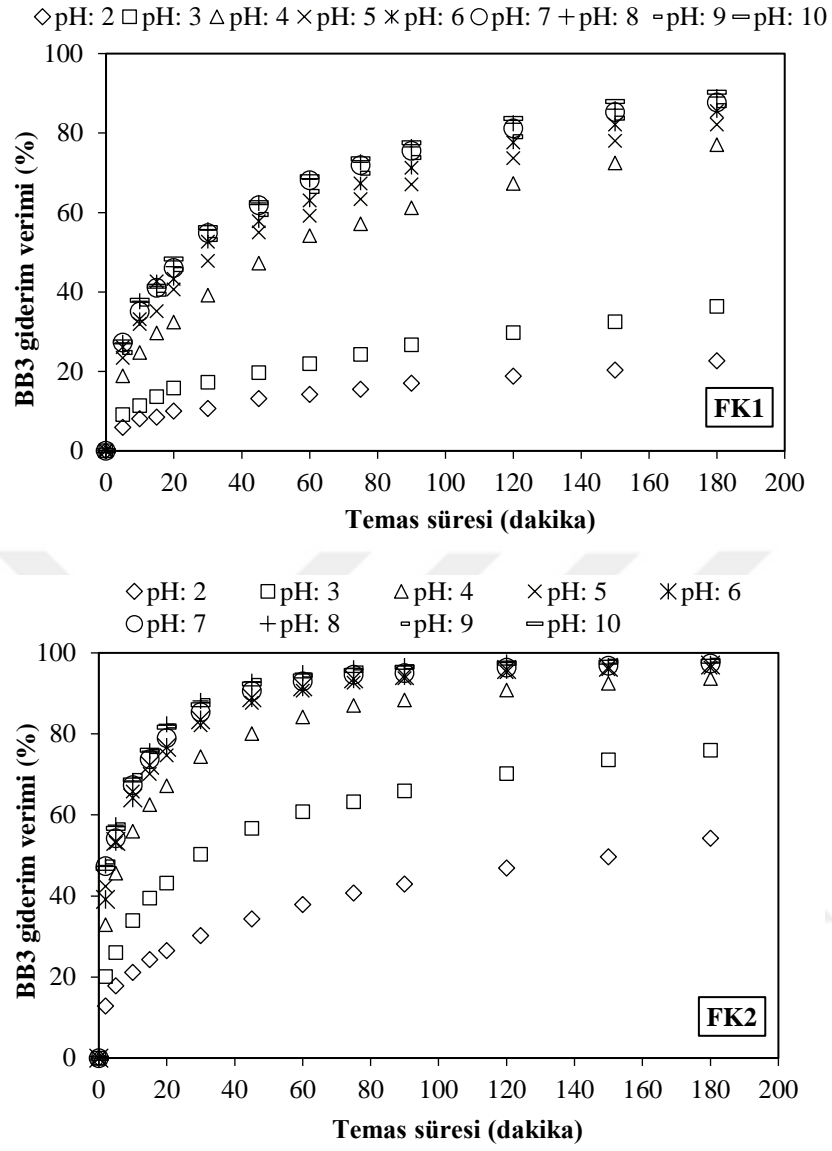 pH: 2 pH: 3 pH: 4 pH: 5 pH: 6 pH: 7 pH: 8 pH: 9 pH: 10
100
80
60
40
20
0
BB3 giderim verimi (%)
FK1
0 20 40 60 80 100 120 140 160 180 200
Temas süresi (dakika)
pH: 2 pH: 3 pH: 4 pH: 5 pH: 6
pH: 7 pH: 8 pH: 9 pH: 10
100
80
60
40
20
0
BB3 giderim verimi (%)
FK2
0 20 40 60 80 100 120 140 160 180 200
Temas süresi (dakika)